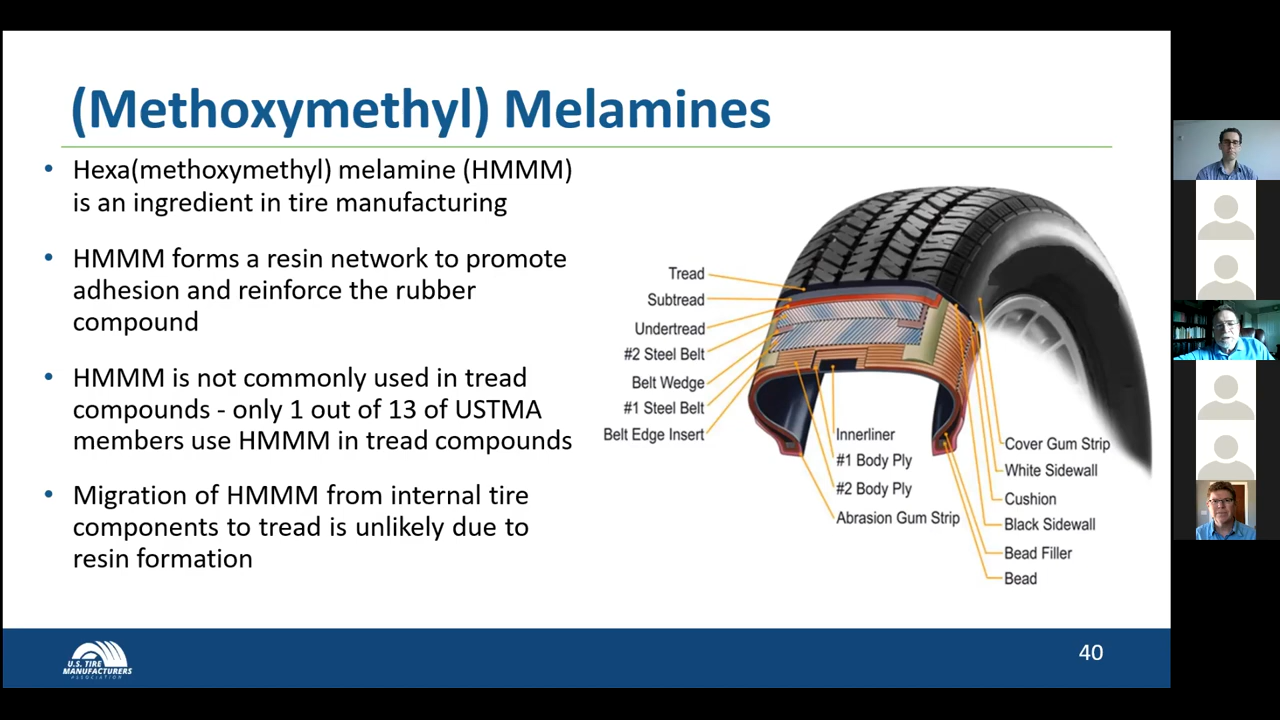 (Methoxymethyl) Melamines
• Hexa(methoxymethyl) melamine (HMMM)
is an ingredient in tire manufacturing
• HMMM forms a resin network to promote
adhesion and reinforce the rubber
compound
• HMMM is not commonly used in tread
compounds - only 1 out of 13 of USTMA
members use HMMM in tread compounds
• Migration of HMMM from internal tire
components to tread is unlikely due to
resin formation
Tread
Subtread
Undertread
#2 Steel Belt
Belt Wedge
#1 Steel Belt
Belt Edge Insert
Innerliner
#1 Body Ply
#2 Body Ply
Abrasion Gum Strip
Cover Gum Strip
White Sidewall
Cushion
Black Sidewall
Bead Filler
Bead
U.S. TIRE
MANUFACTURERS
ASSOCIATION
40